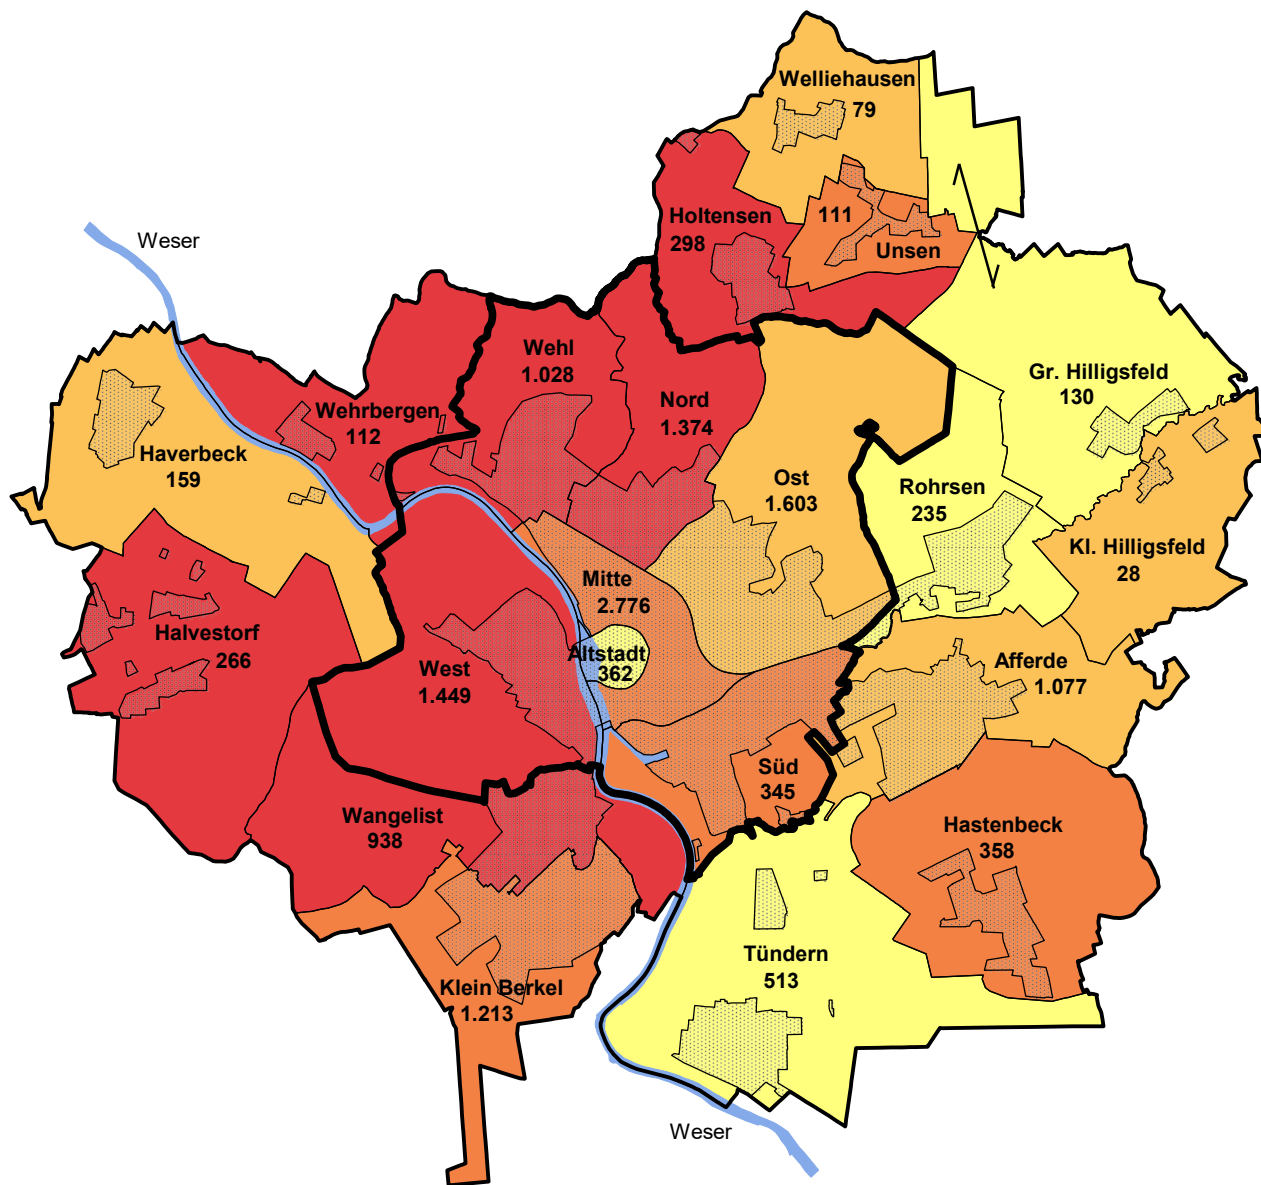 Welliehausen
79
Holtensen
298
111
Unsen
Weser
Wehl
1.028
Gr. Hilligsfeld
130
Nord
1.374
Wehrbergen
112
Haverbeck
159
Ost
1.603
Rohrsen
235
Kl. Hilligsfeld
28
Mitte
2.776
Halvestorf
266
Altstadt
362
West
1.449
Afferde
1.077
Süd
345
Wangelist
938
Hastenbeck
358
Tündern
513
Klein Berkel
1.213
Weser